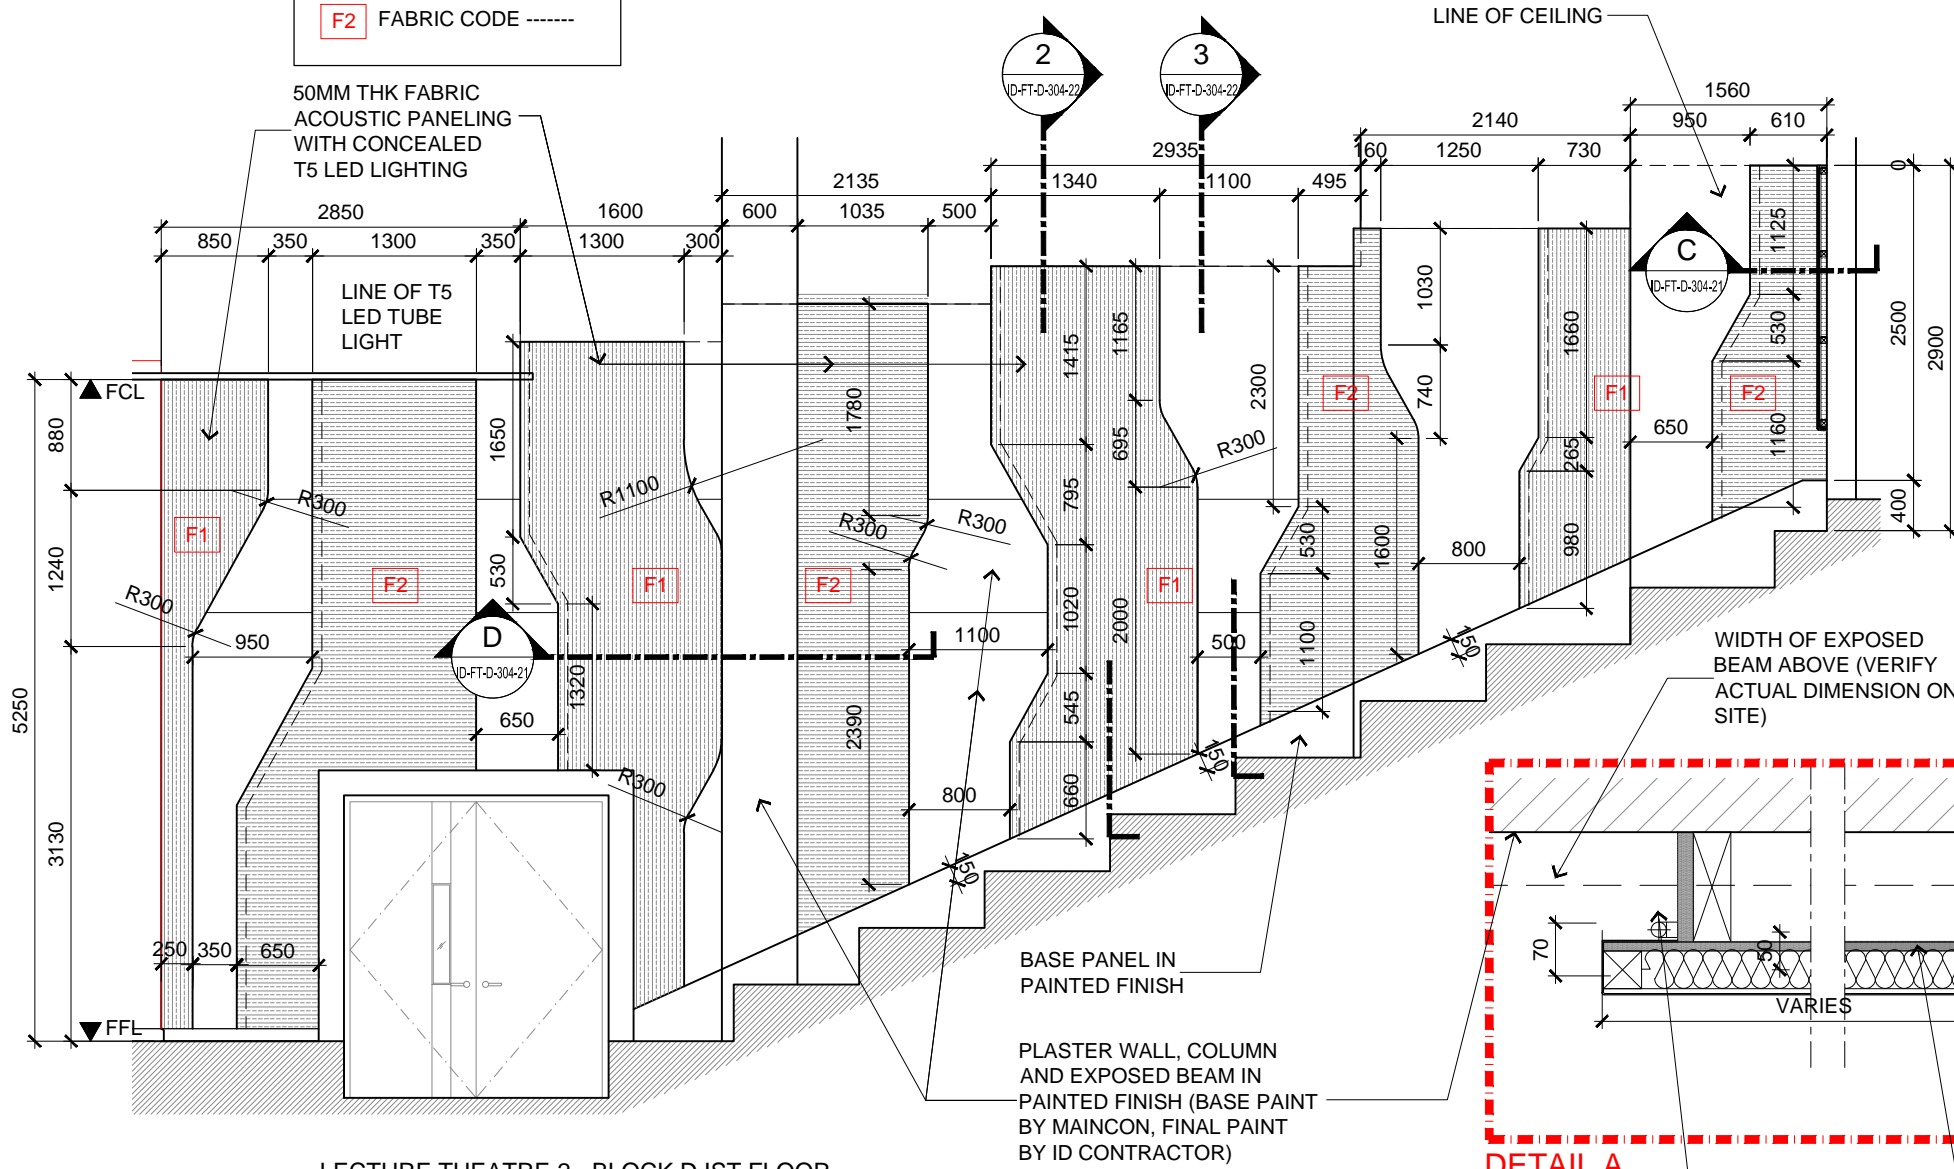 F2 FABRIC CODE -------
50MM THK FABRIC
ACOUSTIC PANELING
WITH CONCEALED
T5 LED LIGHTING
2
ID-FT-D-304-22
3
ID-FT-D-304-22
LINE OF CEILING
1560
2140 950 610
2935 160 1250 730
2135 1340 1100 495
2850 1600 600 1035 500
850 350 1300 350 1300 300
LINE OF T5
LED TUBE
LIGHT
FCL
FFL
5250
880
1240
3130
F1
F2
F1
F2
F1
F2
F1
F2
R300
R300
950
250 350 650
D
ID-FT-D-304-21
650
1650
530
1320
R1100
R300
1780
2390
R300
R300
1100
800
150
1415
795
1020
545
660
1165
695
2000
R300
500
150
2300
530
1100
1030
740
1600
800
150
1660
265
980
C
ID-FT-D-304-21
650
1125
530
1160
0
2500
400
2900
WIDTH OF EXPOSED
BEAM ABOVE (VERIFY
ACTUAL DIMENSION ON
SITE)
BASE PANEL IN
PAINTED FINISH
PLASTER WALL, COLUMN
AND EXPOSED BEAM IN
PAINTED FINISH (BASE PAINT
BY MAINCON, FINAL PAINT
BY ID CONTRACTOR)
70
50
VARIES
DETAIL A
LECTURE THEATRE 2 - BLOCK D IST FLOOR